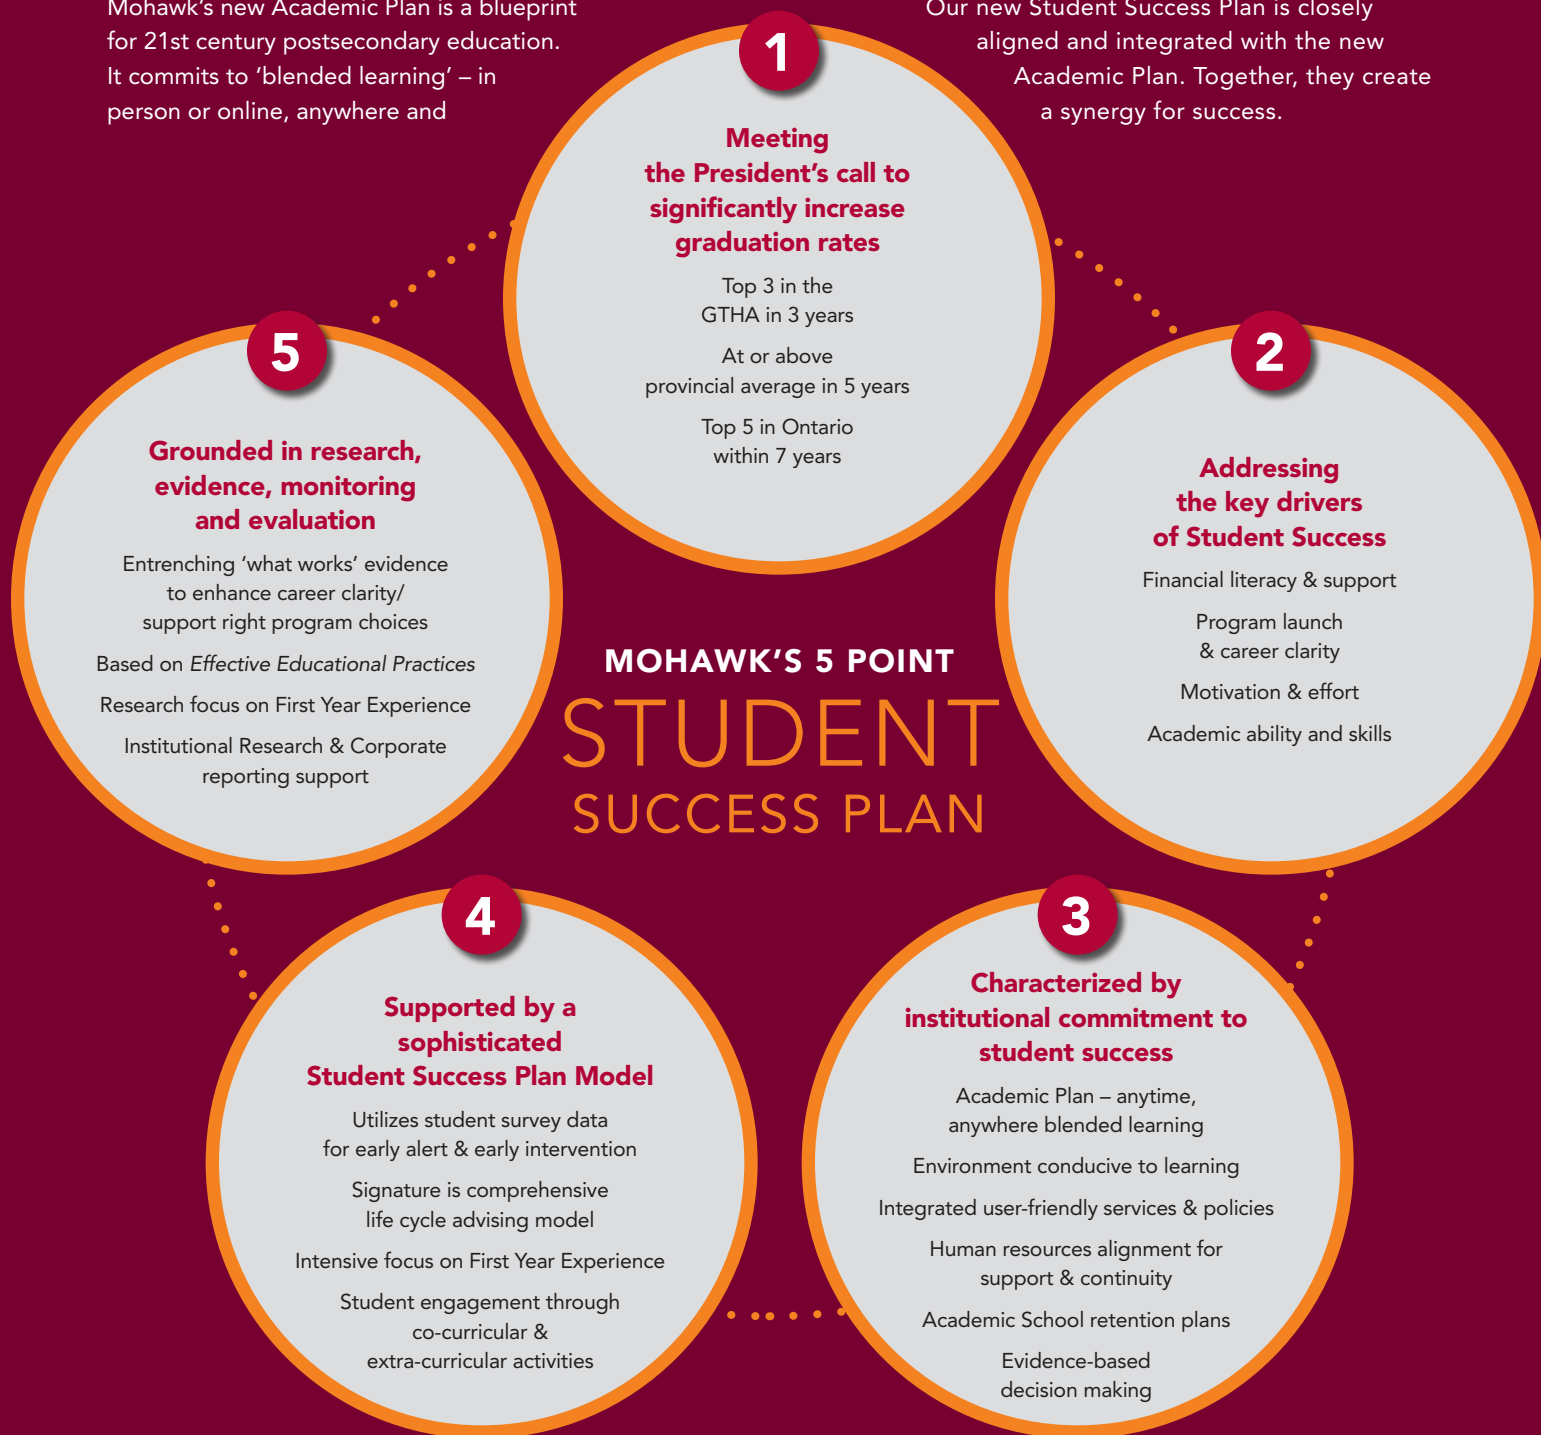 Mohawk's new Academic Plan is a blueprint
for 21st century postsecondary education.
It commits to 'blended learning' – in
person or online, anywhere and
Our new Student Success Plan is closely
aligned and integrated with the new
Academic Plan. Together, they create
a synergy for success.
1
Meeting
the President's call to
significantly increase
graduation rates
Top 3 in the
GTHA in 3 years
At or above
provincial average in 5 years
Top 5 in Ontario
within 7 years
2
Addressing
the key drivers
of Student Success
Financial literacy & support
Program launch
& career clarity
Motivation & effort
Academic ability and skills
3
Characterized by
institutional commitment to
student success
Academic Plan – anytime,
anywhere blended learning
Environment conducive to learning
Integrated user-friendly services & policies
Human resources alignment for
support & continuity
Academic School retention plans
Evidence-based
decision making
4
Supported by a
sophisticated
Student Success Plan Model
Utilizes student survey data
for early alert & early intervention
Signature is comprehensive
life cycle advising model
Intensive focus on First Year Experience
Student engagement through
co-curricular &
extra-curricular activities
5
Grounded in research,
evidence, monitoring
and evaluation
Entrenching 'what works' evidence
to enhance career clarity/
support right program choices
Based on Effective Educational Practices
Research focus on First Year Experience
Institutional Research & Corporate
reporting support
MOHAWK'S 5 POINT
STUDENT
SUCCESS PLAN